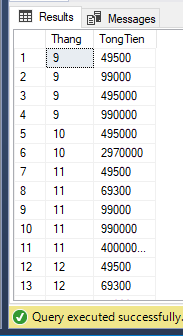 Results Messages
Thang TongTien
1 9 49500
2 9 99000
3 9 495000
4 9 990000
5 10 495000
6 10 2970000
7 11 49500
8 11 69300
9 11 99000
10 11 990000
11 11 400000...
12 12 49500
13 12 69300
Query executed successfully.